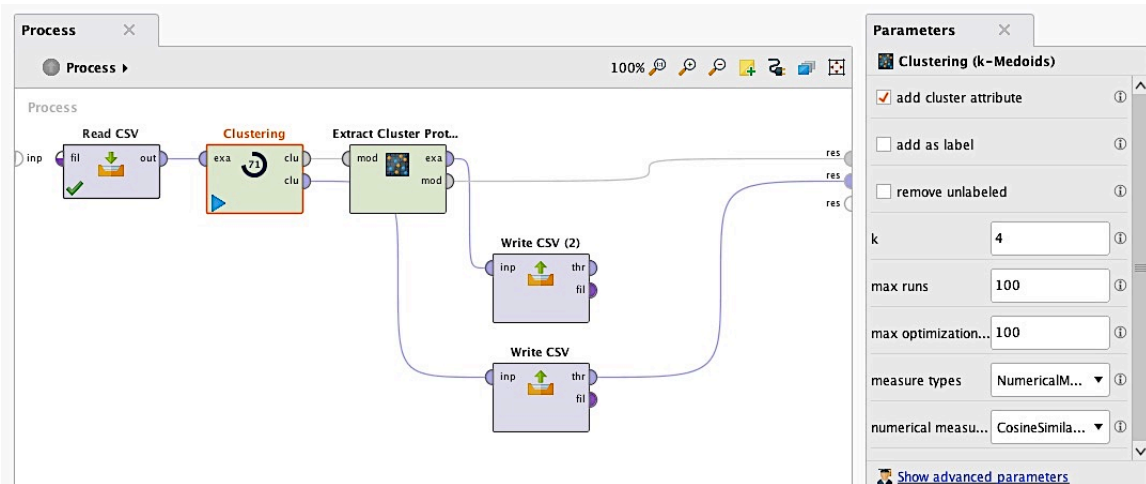 Process
Process
100%
Process
Read CSV
Clustering
Extract Cluster Prot...
inp
fil
out
exa
71
clu
clu
mod
exa
mod
res
res
res
Write CSV (2)
inp
thr
fil
Write CSV
inp
thr
fil
Parameters
Clustering (k-Medoids)
add cluster attribute
add as label
remove unlabeled
k 4
max runs 100
max optimization... 100
measure types NumericalM...
numerical measu... CosineSimila...
Show advanced parameters